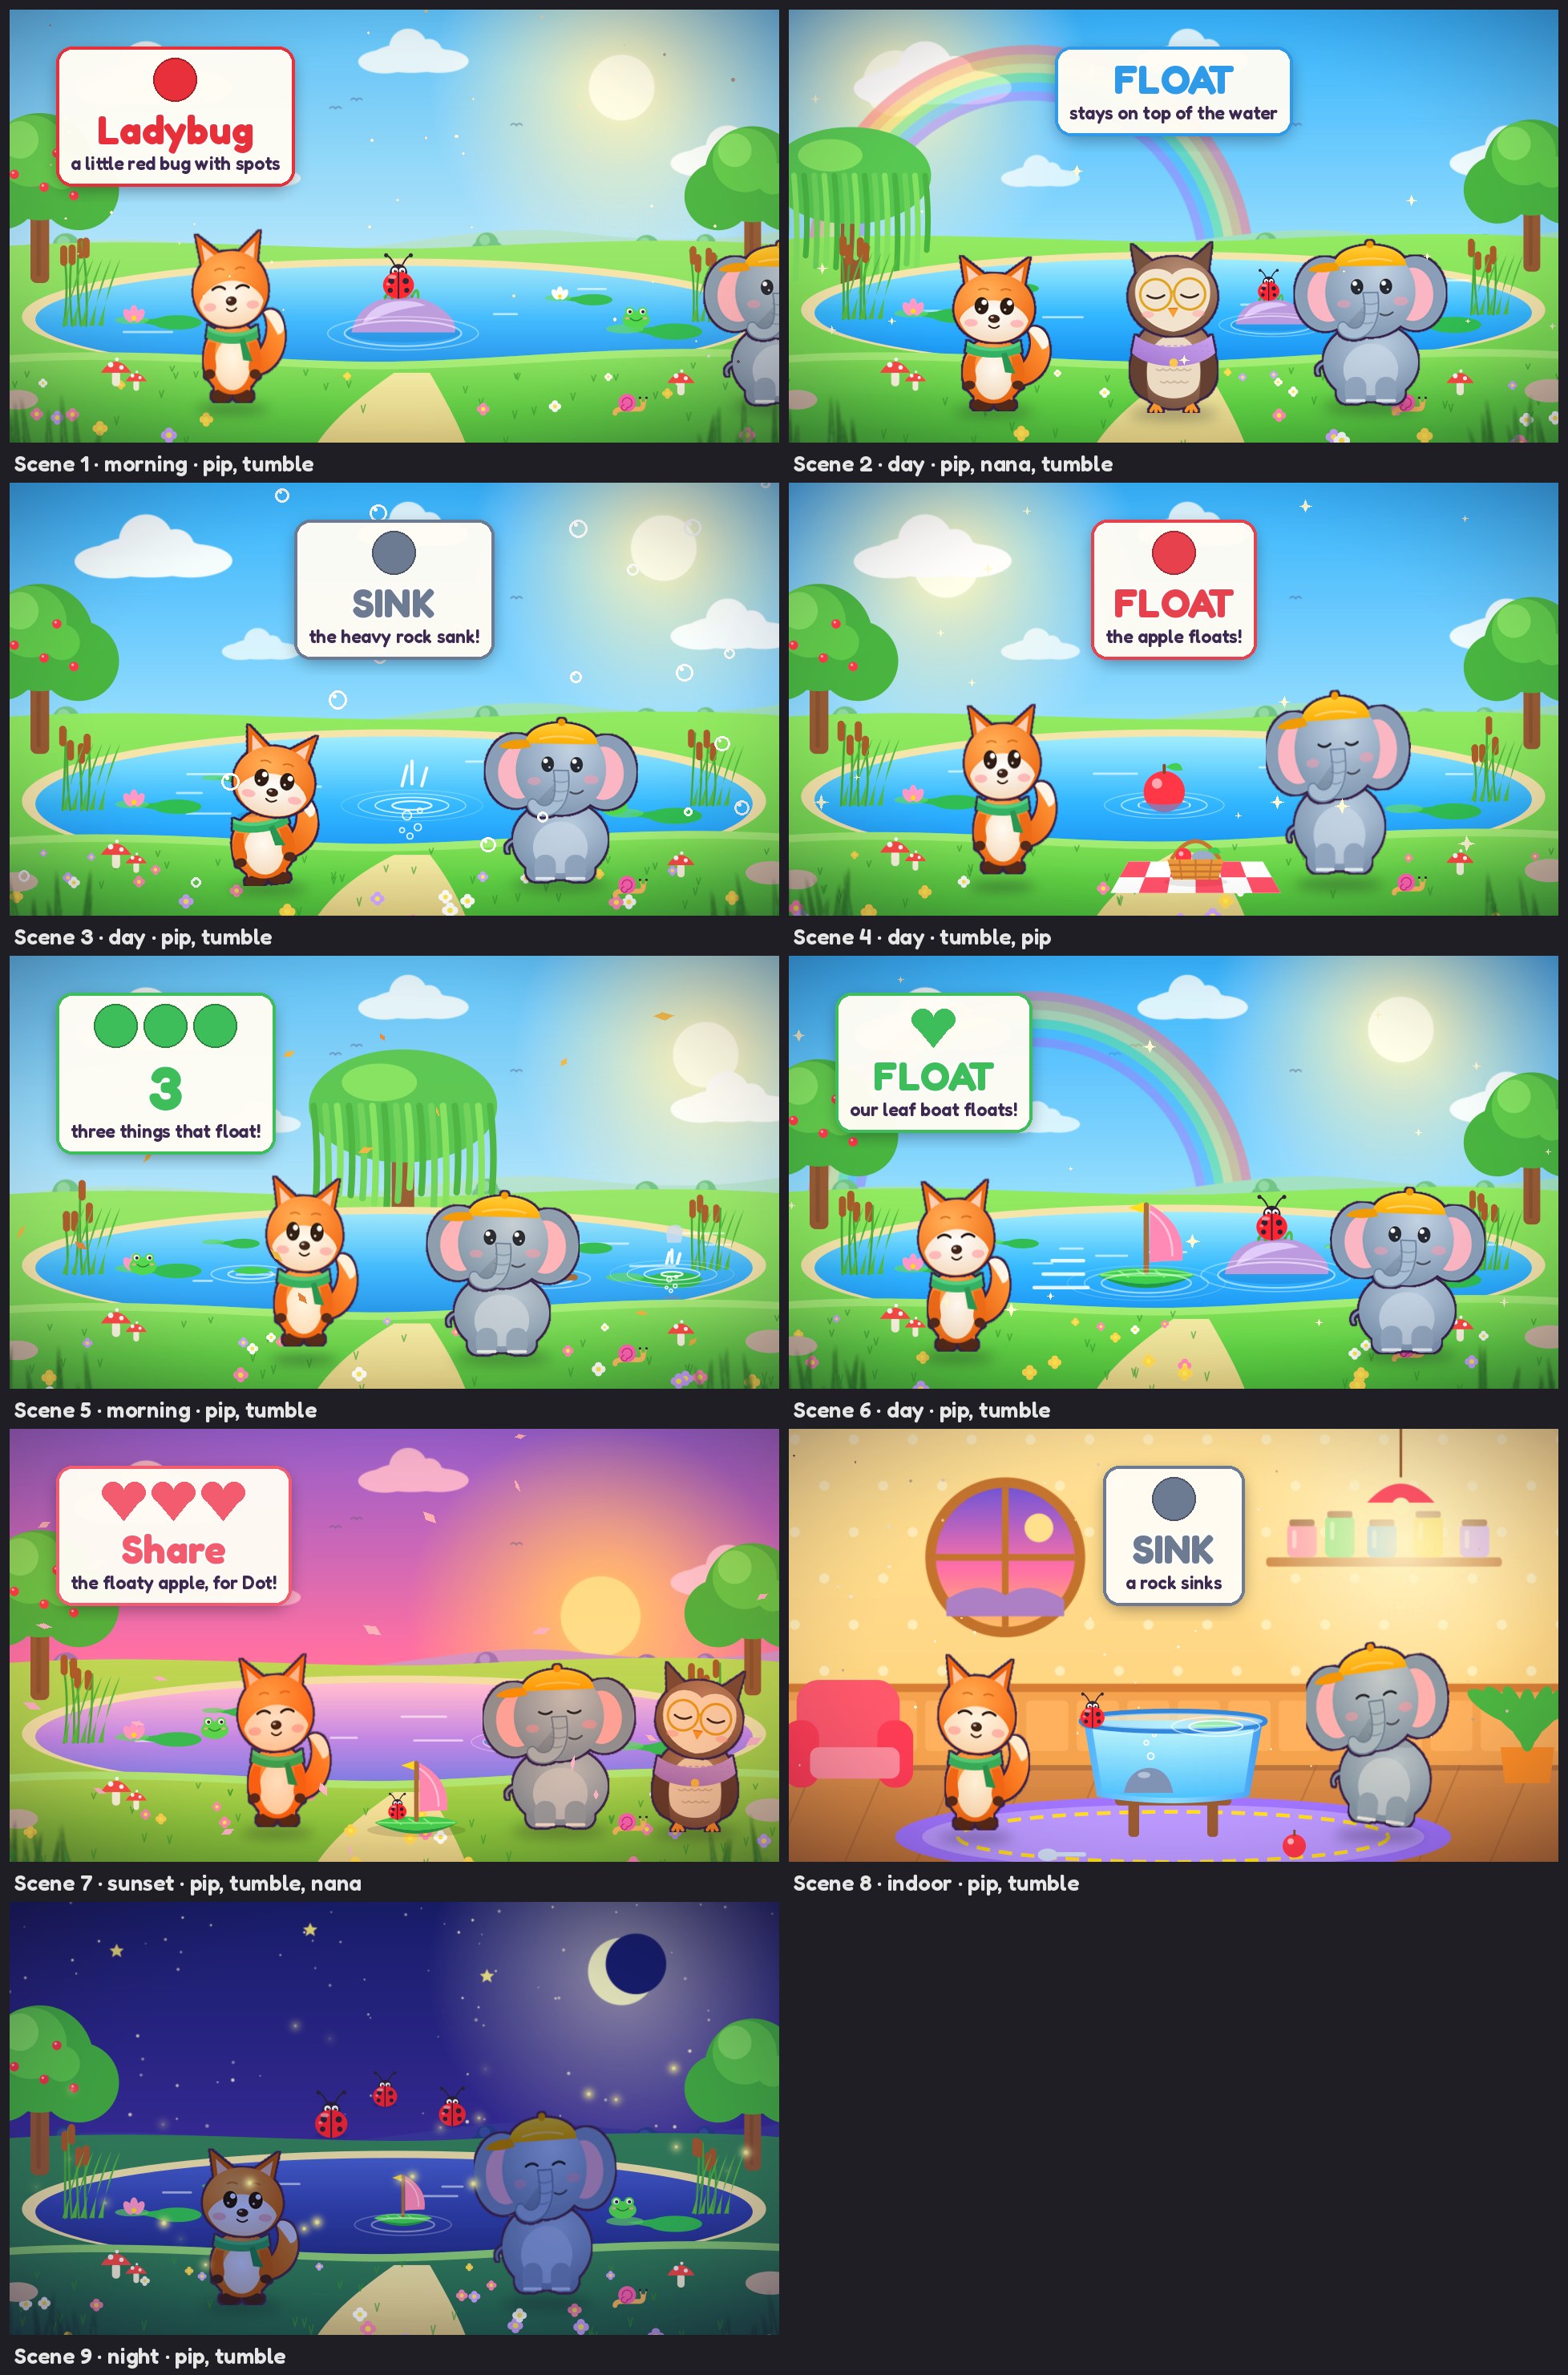 Ladybug
a little red bug with spots
FLOAT
stays on top of the water
Scene 1 · morning · pip, tumble
Scene 2 · day · pip, nana, tumble
SINK
the heavy rock sank!
FLOAT
the apple floats!
Scene 3 · day · pip, tumble
Scene 4 · day · tumble, pip
3
three things that float!
FLOAT
our leaf boat floats!
Scene 5 · morning · pip, tumble
Scene 6 · day · pip, tumble
Share
the floaty apple, for Dot!
SINK
a rock sinks
Scene 7 · sunset · pip, tumble, nana
Scene 8 · indoor · pip, tumble
Scene 9 · night · pip, tumble